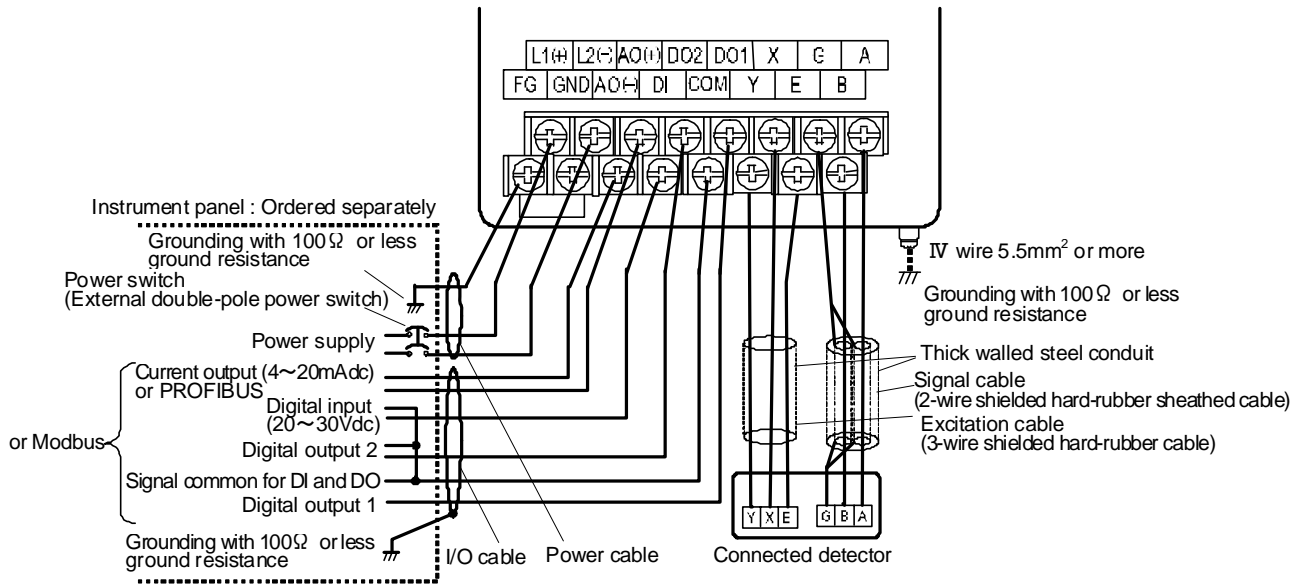 L1(+) L2(−) AO(+) DO2 DO1 X G A
FG GND AO(−) DI COM Y E B
Instrument panel : Ordered separately
Grounding with 100Ω or less
ground resistance
Power switch
(External double-pole power switch)
Power supply
Current output (4～20mAdc)
or PROFIBUS
Digital input
(20～30Vdc)
or Modbus
Digital output 2
Signal common for DI and DO
Digital output 1
Grounding with 100Ω or less
ground resistance
I/O cable
Power cable
IV wire 5.5mm² or more
Grounding with 100Ω or less
ground resistance
Thick walled steel conduit
Signal cable
(2-wire shielded hard-rubber sheathed cable)
Excitation cable
(3-wire shielded hard-rubber cable)
Y X E G B A
Connected detector